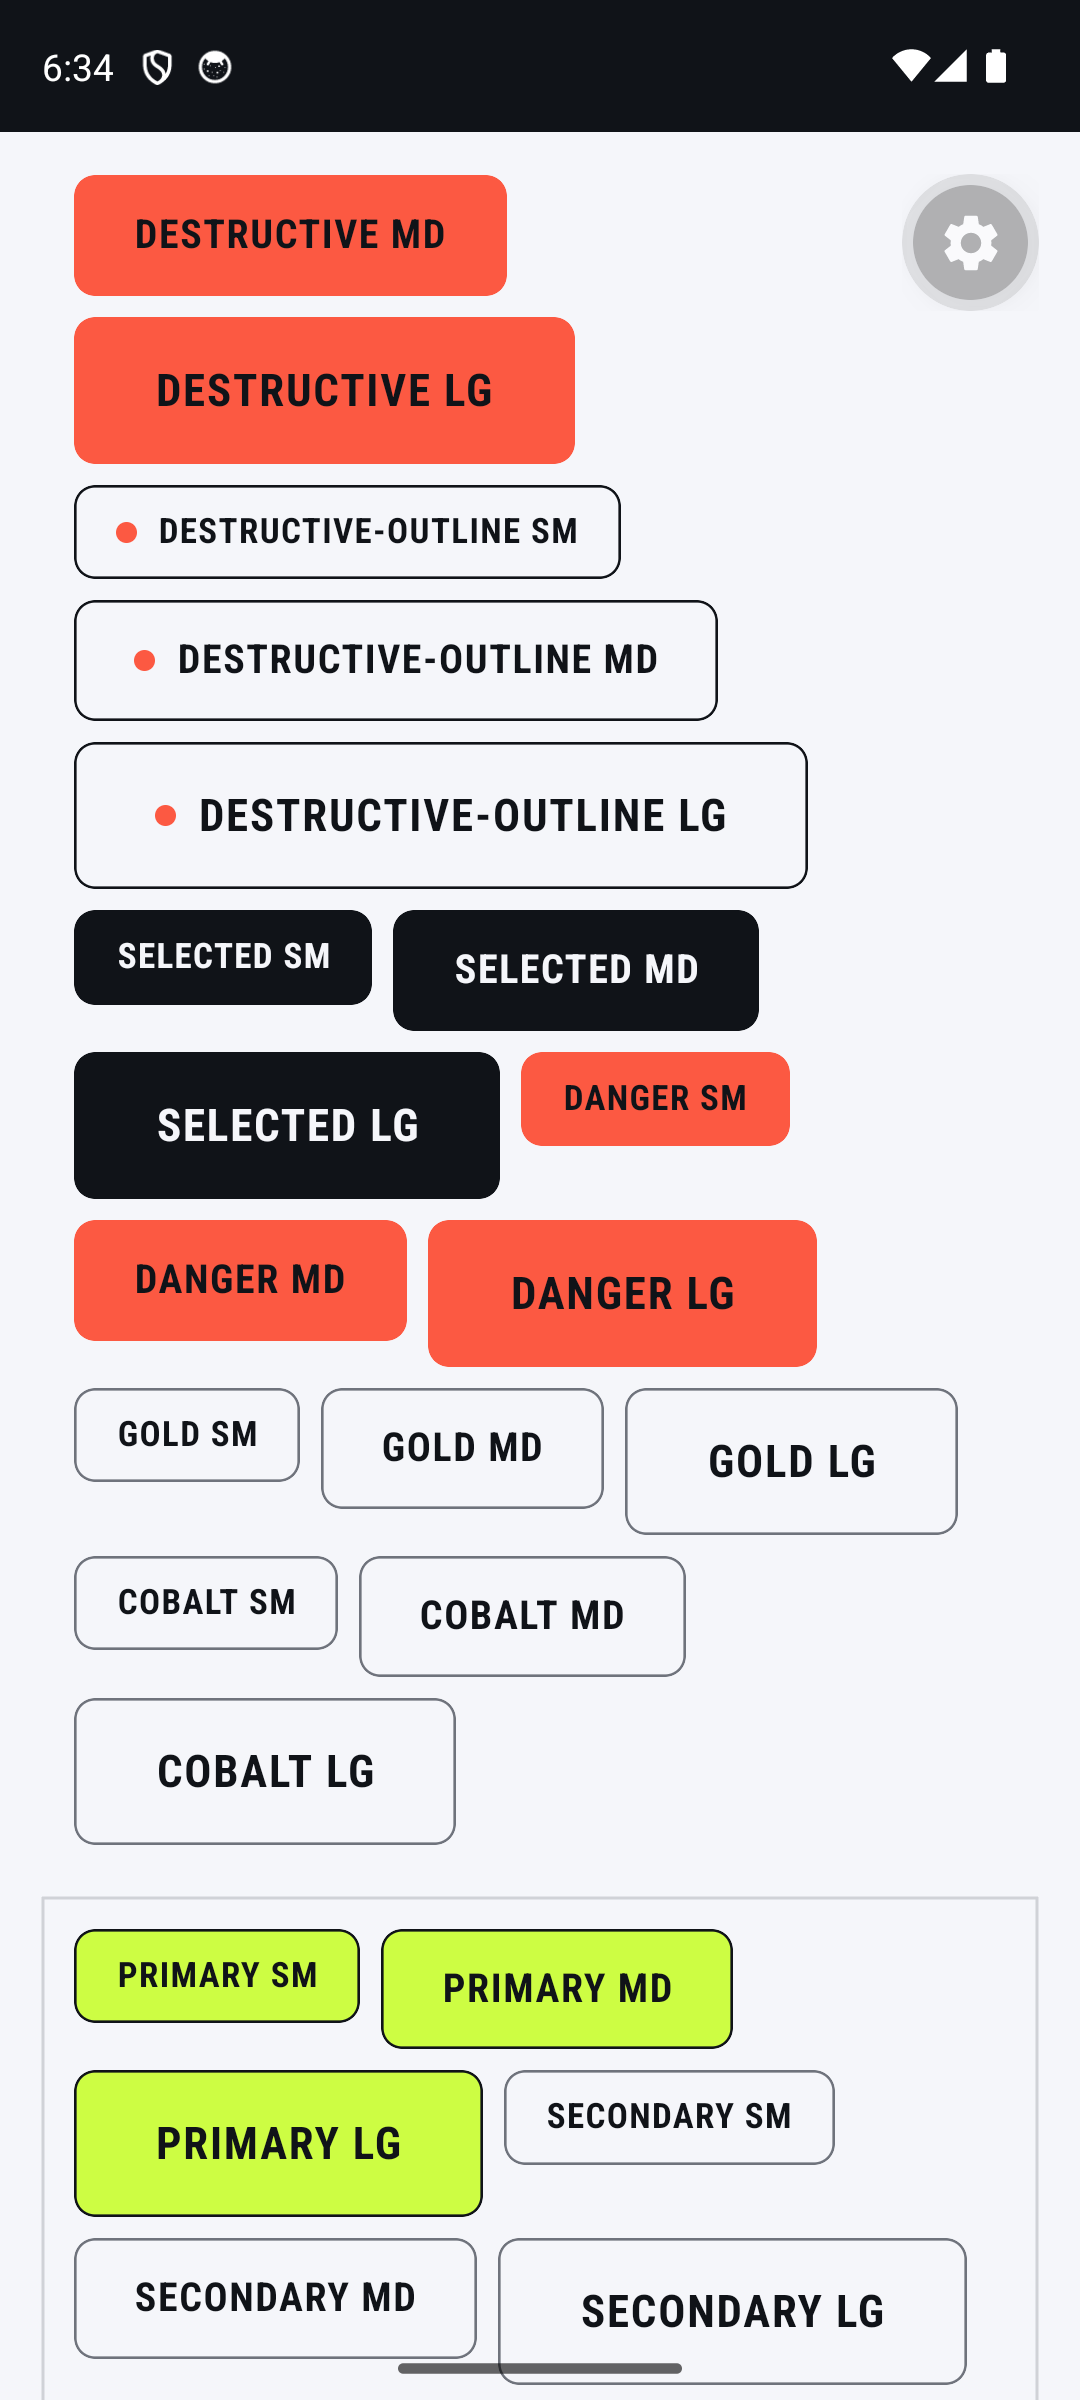 6:34
DESTRUCTIVE MD
DESTRUCTIVE LG
DESTRUCTIVE-OUTLINE SM
DESTRUCTIVE-OUTLINE MD
DESTRUCTIVE-OUTLINE LG
SELECTED SM
SELECTED MD
SELECTED LG
DANGER SM
DANGER MD
DANGER LG
GOLD SM
GOLD MD
GOLD LG
COBALT SM
COBALT MD
COBALT LG
PRIMARY SM
PRIMARY MD
PRIMARY LG
SECONDARY SM
SECONDARY MD
SECONDARY LG